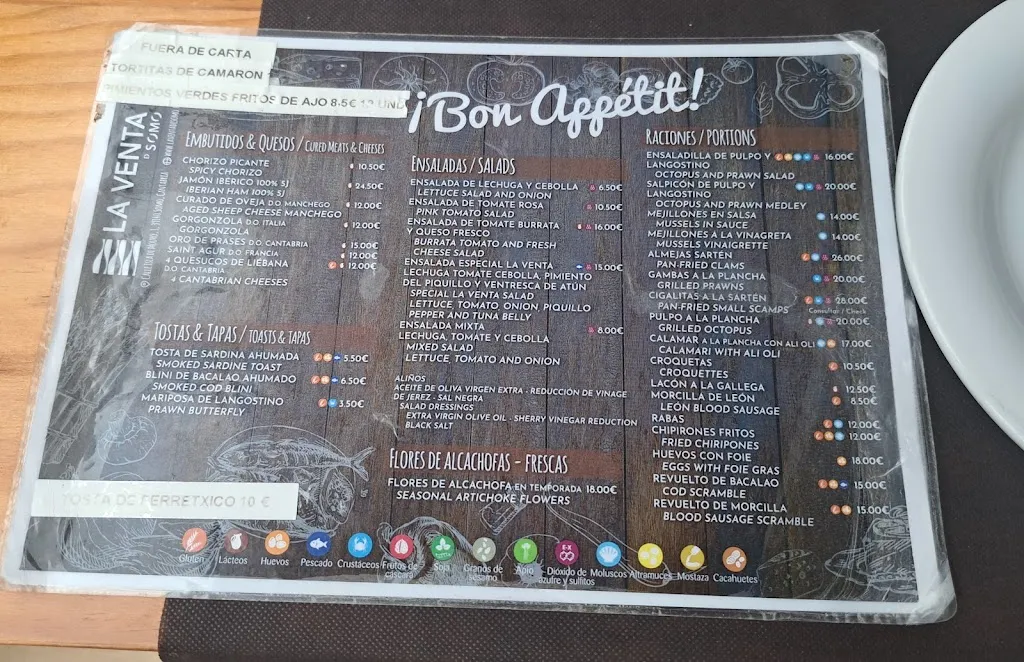 FUERA DE CARTA
TORTITAS DE CAMARON
PIMIENTOS VERDES FRITOS DE AJO 8.5€ 12 UND
¡Bon Appétit!
LA VENTA
D SOMO
EMBUTIDOS & QUESOS / CURED MEATS & CHEESES
CHORIZO PICANTE 10.50€
SPICY CHORIZO
JAMÓN IBÉRICO 100% 5J 24.50€
IBERIAN HAM 100% 5J
CURADO DE OVEJA D.O MANCHEGO 12.00€
AGED SHEEP CHEESE MANCHEGO
GORGONZOLA D.O. ITALIA 12.00€
GORGONZOLA
ORO DE PRASES D.O. CANTABRIA 15.00€
SAINT AGUR D.O. FRANCIA 12.00€
4 QUESUCOS DE LIÉBANA 12.00€
D.O. CANTABRIA
4 CANTABRIAN CHEESES
TOSTAS & TAPAS / TOASTS & TAPAS
TOSTA DE SARDINA AHUMADA 5.50€
SMOKED SARDINE TOAST
BLINI DE BACALAO AHUMADO 6.50€
SMOKED COD BLINI
MARIPOSA DE LANGOSTINO 3.50€
PRAWN BUTTERFLY
TOSTA DE PERRETXICO 10 €
ENSALADAS / SALADS
ENSALADA DE LECHUGA Y CEBOLLA 6.50€
LETTUCE SALAD AND ONION
ENSALADA DE TOMATE ROSA 10.50€
PINK TOMATO SALAD
ENSALADA DE TOMATE BURRATA 16.00€
Y QUESO FRESCO
BURRATA TOMATO AND FRESH
CHEESE SALAD
ENSALADA ESPECIAL LA VENTA 15.00€
LECHUGA TOMATE CEBOLLA, PIMIENTO
DEL PIQUILLO Y VENTRESCA DE ATÚN
SPECIAL LA VENTA SALAD
LETTUCE, TOMATO, ONION, PIQUILLO
PEPPER AND TUNA BELLY
ENSALADA MIXTA 8.00€
LECHUGA, TOMATE Y CEBOLLA
MIXED SALAD
LETTUCE, TOMATO AND ONION
ALIÑOS
ACEITE DE OLIVA VIRGEN EXTRA - REDUCCIÓN DE VINAGE
DE JEREZ - SAL NEGRA
SALAD DRESSINGS
EXTRA VIRGIN OLIVE OIL - SHERRY VINEGAR REDUCTION
BLACK SALT
FLORES DE ALCACHOFAS - FRESCAS
FLORES DE ALCACHOFA EN TEMPORADA 18.00€
SEASONAL ARTICHOKE FLOWERS
RACIONES / PORTIONS
ENSALADILLA DE PULPO Y 16.00€
LANGOSTINO
OCTOPUS AND PRAWN SALAD
SALPICÓN DE PULPO Y 20.00€
LANGOSTINO
OCTOPUS AND PRAWN MEDLEY
MEJILLONES EN SALSA 14.00€
MUSSELS IN SAUCE
MEJILLONES A LA VINAGRETA 14.00€
MUSSELS VINAIGRETTE
ALMEJAS SARTÉN 26.00€
PAN-FRIED CLAMS
GAMBAS A LA PLANCHA 20.00€
GRILLED PRAWNS
CIGALITAS A LA SARTÉN 28.00€
PAN FRIED SMALL SCAMPS Consultar / Check
PULPO A LA PLANCHA 20.00€
GRILLED OCTOPUS
CALAMAR A LA PLANCHA CON ALI OLI 17.00€
CALAMARI WITH ALI OLI
CROQUETAS 10.50€
CROQUETTES
LACÓN A LA GALLEGA 12.50€
MORCILLA DE LEÓN 8.50€
LEÓN BLOOD SAUSAGE
RABAS 12.00€
CHIPIRONES FRITOS 12.00€
FRIED CHIRIPONES
HUEVOS CON FOIE 18.00€
EGGS WITH FOIE GRAS
REVUELTO DE BACALAO 15.00€
COD SCRAMBLE
REVUELTO DE MORCILLA 15.00€
BLOOD SAUSAGE SCRAMBLE
Gluten Lácteos Huevos Pescado Crustáceos Frutos de cáscara Soja Granos de sésamo Apio Dióxido de azufre y sulfitos Moluscos Altramuces Mostaza Cacahuetes